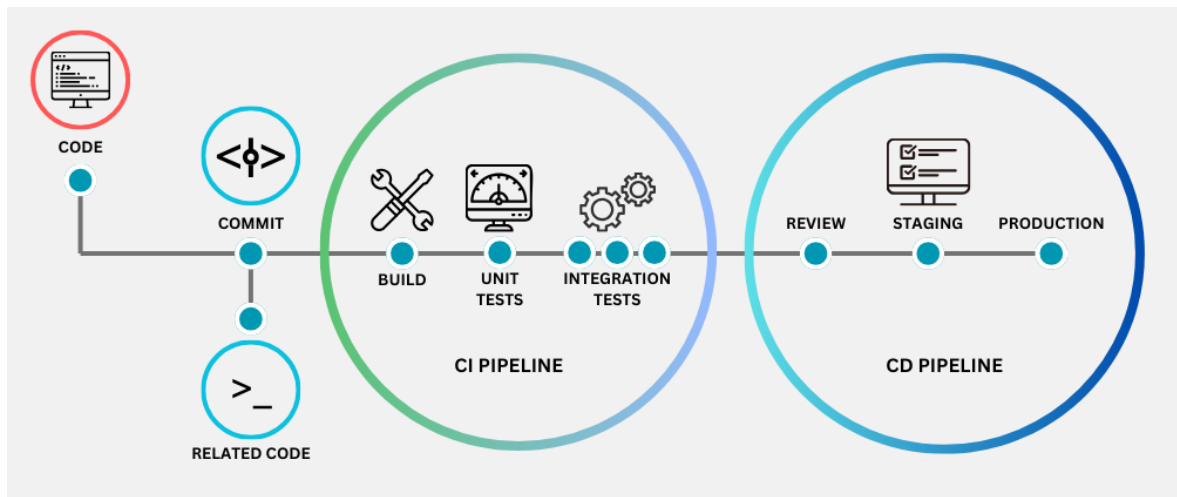 CODE
COMMIT
RELATED CODE
>_
BUILD
UNIT
TESTS
INTEGRATION
TESTS
CI PIPELINE
REVIEW
STAGING
PRODUCTION
CD PIPELINE